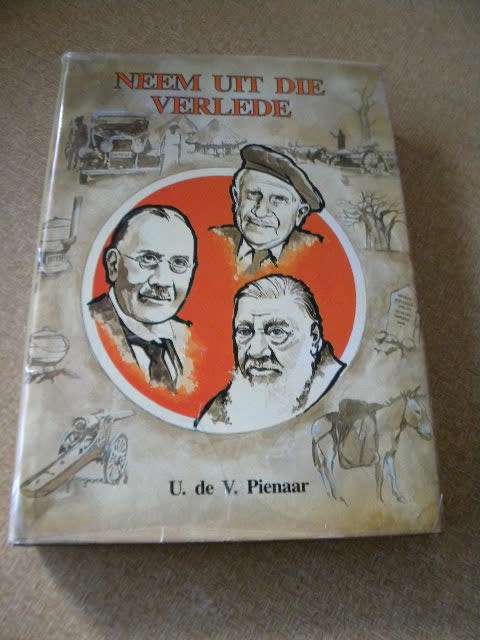 NEEM UIT DIE
VERLEDE
U. de V. Pienaar